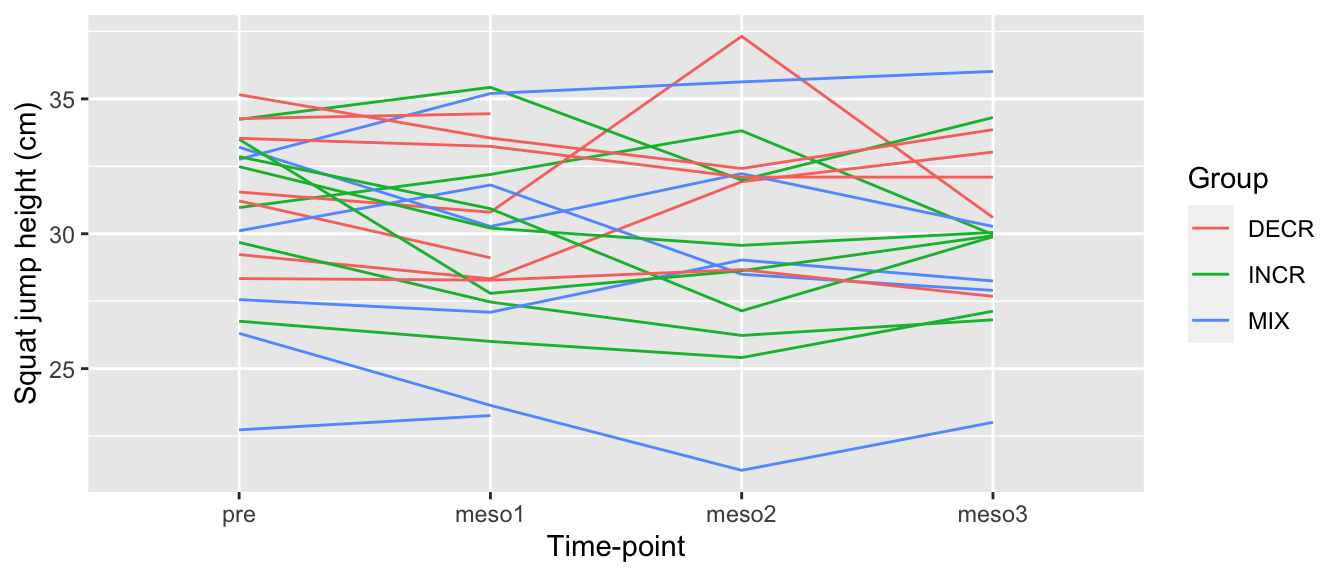 Squat jump height (cm)
35
30
25
pre meso1 meso2 meso3
Time-point
Group
DECR
INCR
MIX